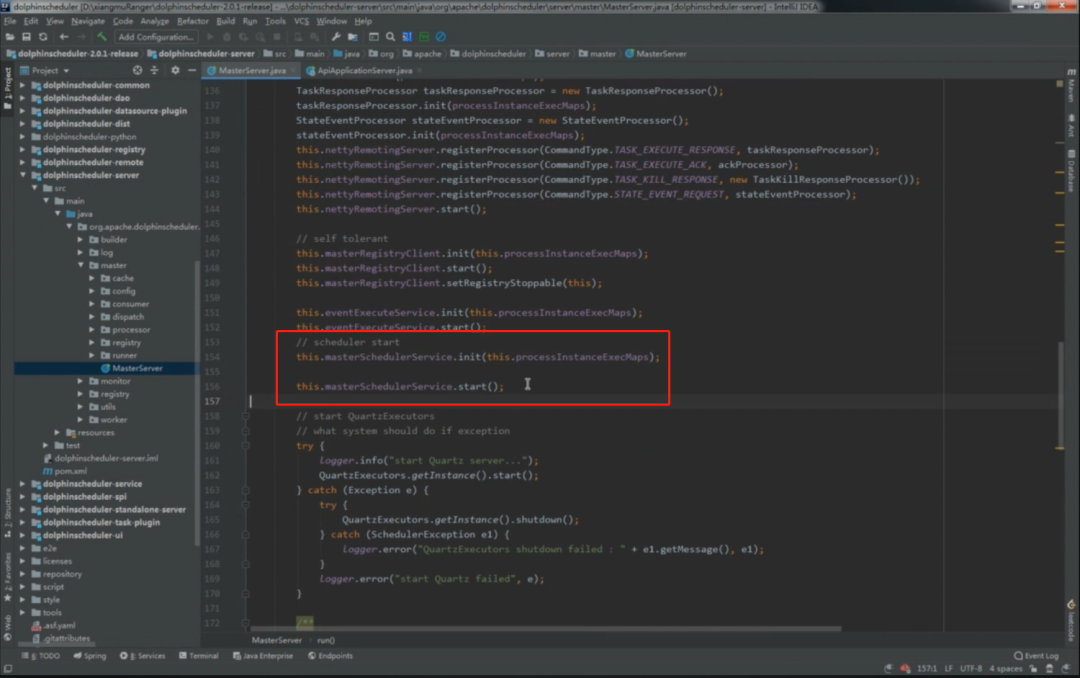 dolphinscheduler [D:\xiangmuRanger\dolphinscheduler-2.0.1-release] - ...\dolphinscheduler-server\src\main\java\org\apache\dolphinscheduler\server\master\MasterServer.java [dolphinscheduler-server] - IntelliJ IDEA
File Edit View Navigate Code Analyze Refactor Build Run Tools VCS Window Help
Add Configuration...
dolphinscheduler-2.0.1-release dolphinscheduler-server src main java org apache dolphinscheduler server master MasterServer
Project
MasterServer.java
ApiApplicationServer.java
dolphinscheduler-common
dolphinscheduler-dao
dolphinscheduler-datasource-plugin
dolphinscheduler-dist
dolphinscheduler-python
dolphinscheduler-registry
dolphinscheduler-remote
dolphinscheduler-server
src
main
java
org.apache.dolphinscheduler.
builder
log
master
cache
config
consumer
dispatch
processor
registry
runner
MasterServer
monitor
registry
utils
worker
resources
test
dolphinscheduler-server.iml
pom.xml
dolphinscheduler-service
dolphinscheduler-spi
dolphinscheduler-standalone-server
dolphinscheduler-task-plugin
dolphinscheduler-ui
e2e
licenses
repository
script
style
tools
.asf.yaml
.gitattributes
136 TaskResponseProcessor taskResponseProcessor = new TaskResponseProcessor();
137 taskResponseProcessor.init(processInstanceExecMaps);
138 StateEventProcessor stateEventProcessor = new StateEventProcessor();
139 stateEventProcessor.init(processInstanceExecMaps);
140 this.nettyRemotingServer.registerProcessor(CommandType.TASK_EXECUTE_RESPONSE, taskResponseProcessor);
141 this.nettyRemotingServer.registerProcessor(CommandType.TASK_EXECUTE_ACK, ackProcessor);
142 this.nettyRemotingServer.registerProcessor(CommandType.TASK_KILL_RESPONSE, new TaskKillResponseProcessor());
143 this.nettyRemotingServer.registerProcessor(CommandType.STATE_EVENT_REQUEST, stateEventProcessor);
144 this.nettyRemotingServer.start();
145
146 // self tolerant
147 this.masterRegistryClient.init(this.processInstanceExecMaps);
148 this.masterRegistryClient.start();
149 this.masterRegistryClient.setRegistryStoppable(this);
150
151 this.eventExecuteService.init(this.processInstanceExecMaps);
152 this.eventExecuteService.start();
153 // scheduler start
154 this.masterSchedulerService.init(this.processInstanceExecMaps);
155
156 this.masterSchedulerService.start();
157
158 // start QuartzExecutors
159 // what system should do if exception
160 try {
161 logger.info("start Quartz server...");
162 QuartzExecutors.getInstance().start();
163 } catch (Exception e) {
164 try {
165 QuartzExecutors.getInstance().shutdown();
166 } catch (SchedulerException e1) {
167 logger.error("QuartzExecutors shutdown failed : " + e1.getMessage(), e1);
168 }
169 logger.error("start Quartz failed", e);
170 }
171
172 /**
MasterServer run()
Project
Structure
2: Favorites
Web
Maven
Ant
Database
leetcode
6: TODO Spring 8: Services Terminal Java Enterprise Endpoints
Event Log
157:1 LF UTF-8 4 spaces